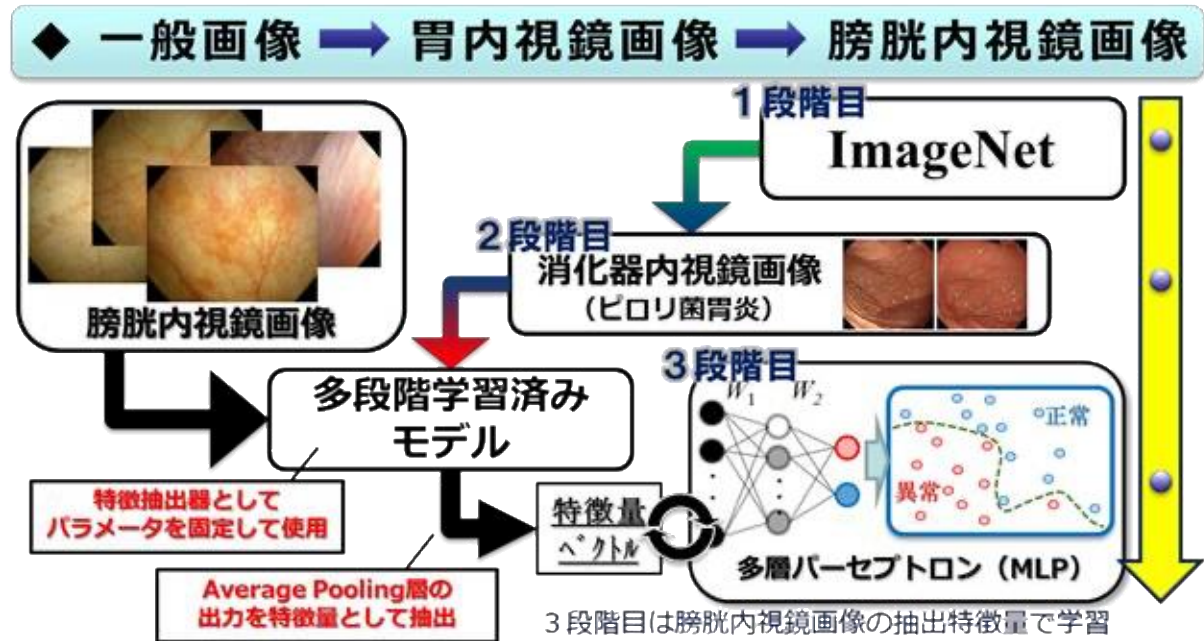 ◆ 一般画像 ➡ 胃内視鏡画像 ➡ 膀胱内視鏡画像
1段階目
ImageNet
2段階目
消化器内視鏡画像
(ピロリ菌胃炎)
膀胱内視鏡画像
多段階学習済み
モデル
特徴抽出器として
パラメータを固定して使用
Average Pooling層の
出力を特徴量として抽出
特徴量
ベクトル
3段階目
W1 W2
正常
異常
多層パーセプトロン (MLP)
3段階目は膀胱内視鏡画像の抽出特徴量で学習